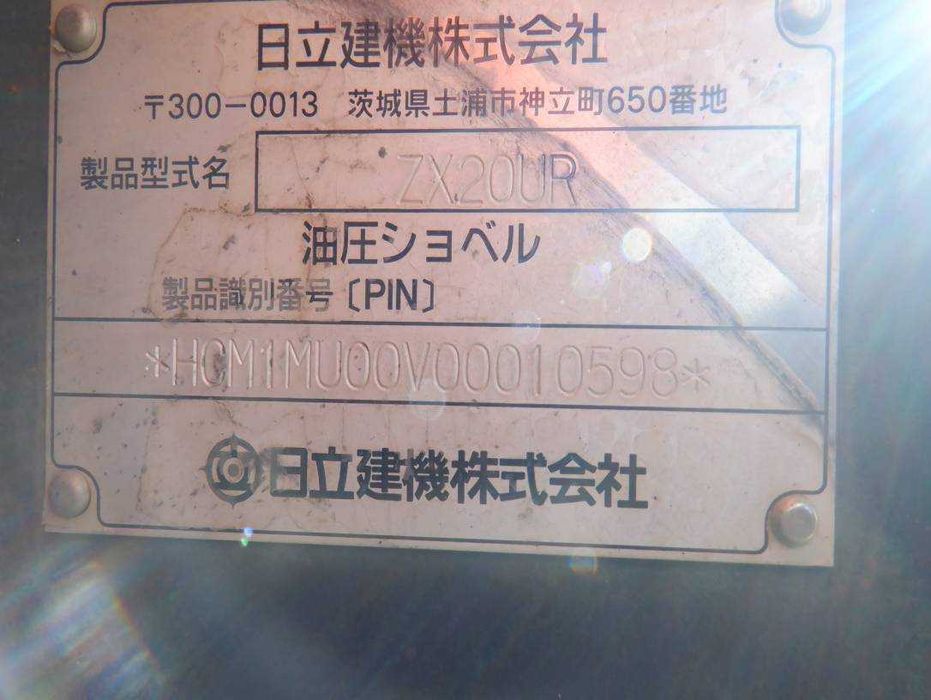 日立建機株式会社
〒300-0013 茨城県土浦市神立町650番地
製品型式名 ZX20UR
油圧ショベル
製品識別番号〔PIN〕
*HCM1MU00V00010598*
日立建機株式会社